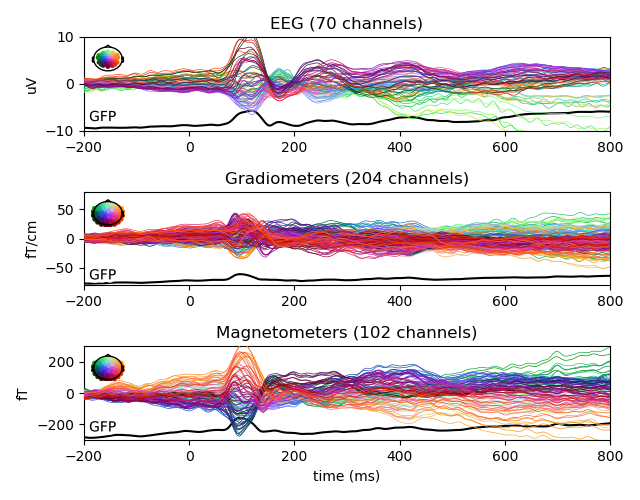 EEG (70 channels)
10
0
−10
uV
GFP
−200 0 200 400 600 800
Gradiometers (204 channels)
50
0
−50
fT/cm
GFP
−200 0 200 400 600 800
Magnetometers (102 channels)
200
0
−200
fT
GFP
−200 0 200 400 600 800
time (ms)